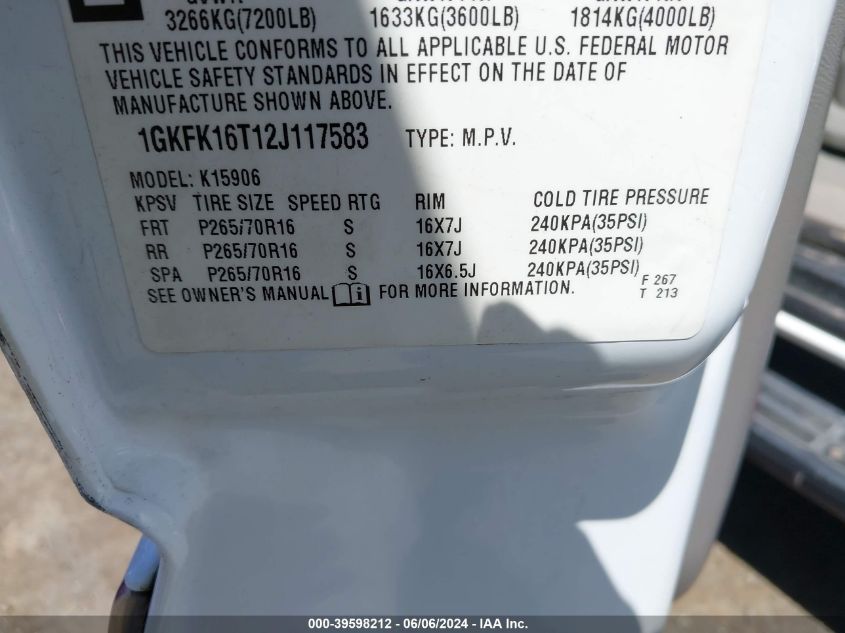 3266KG(7200LB) 1633KG(3600LB) 1814KG(4000LB)
THIS VEHICLE CONFORMS TO ALL APPLICABLE U.S. FEDERAL MOTOR
VEHICLE SAFETY STANDARDS IN EFFECT ON THE DATE OF
MANUFACTURE SHOWN ABOVE.
1GKFK16T12J117583 TYPE: M.P.V.
MODEL: K15906
KPSV TIRE SIZE SPEED RTG RIM COLD TIRE PRESSURE
FRT P265/70R16 S 16X7J 240KPA(35PSI)
RR P265/70R16 S 16X7J 240KPA(35PSI)
SPA P265/70R16 S 16X6.5J 240KPA(35PSI)
SEE OWNER'S MANUAL i FOR MORE INFORMATION.
F 267
T 213
000-39598212 - 06/06/2024 - IAA Inc.